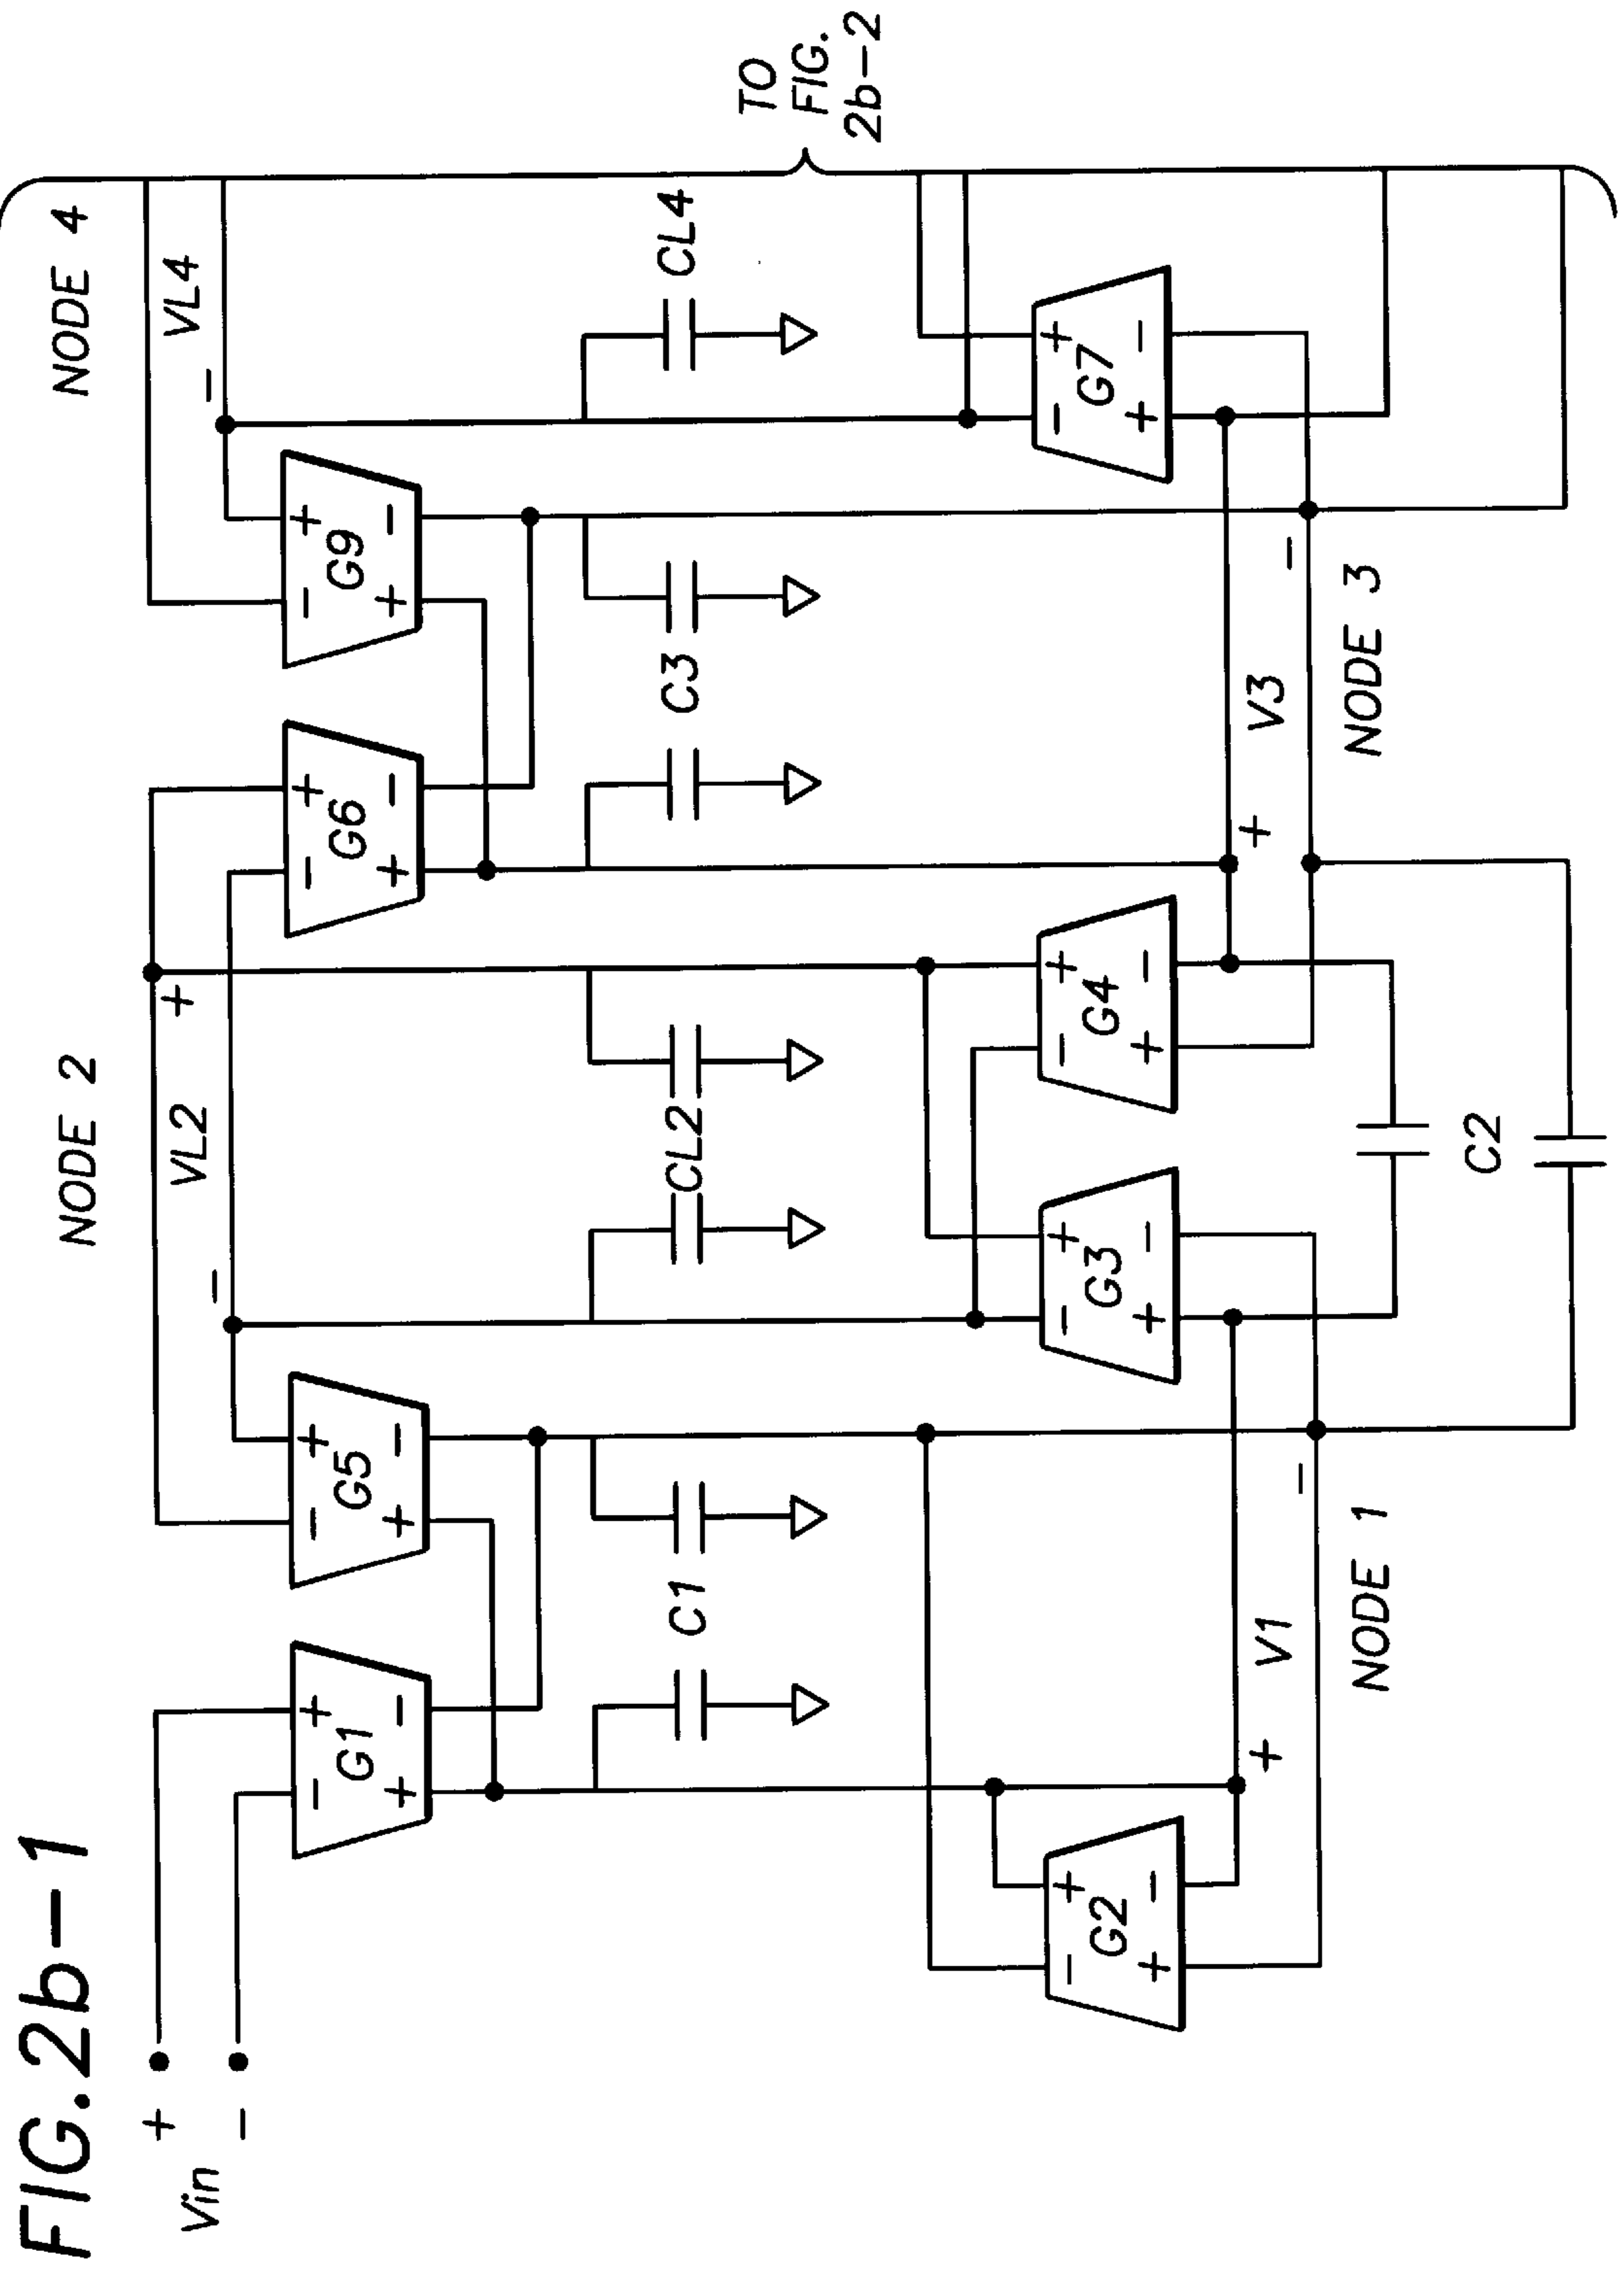 FIG.2b-1
Vin
+
-
G1
- +
+ -
G5
- +
+ -
NODE 2
- VL2 +
G6
- +
+ -
G9
- +
+ -
NODE 4
- VL4
C1
CL2
C3
CL4
TO
FIG.
2b-2
G2
- +
+ -
G3
- +
+ -
G4
- +
+ -
G7
- +
+ -
+ V1 -
NODE 1
+ V3 -
NODE 3
C2